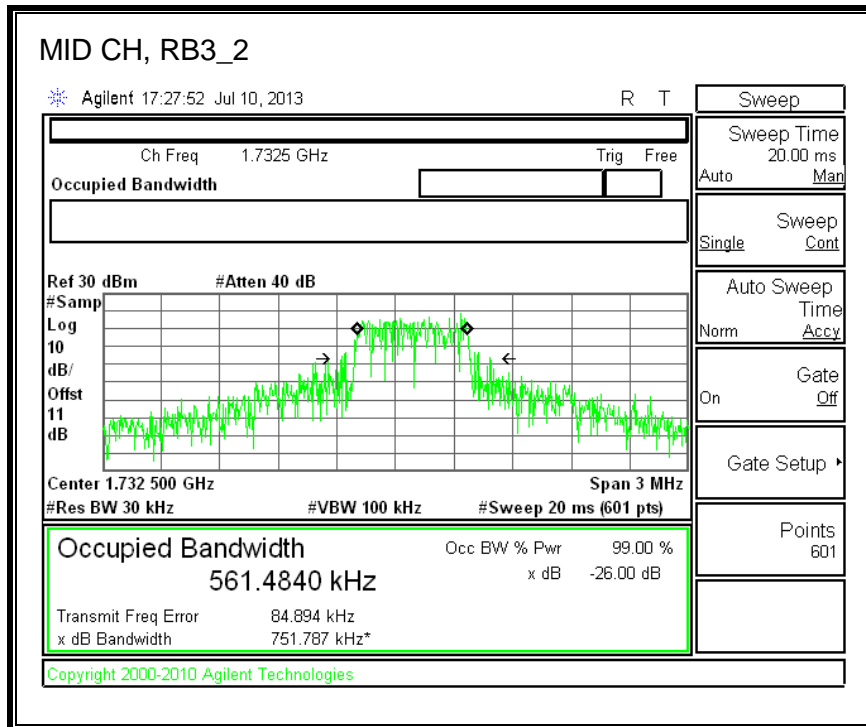 MID CH, RB3_2
Agilent 17:27:52 Jul 10, 2013 R T
Ch Freq 1.7325 GHz Trig Free
Occupied Bandwidth
Ref 30 dBm #Atten 40 dB
#Samp
Log
10
dB/
Offst
11
dB
Center 1.732 500 GHz Span 3 MHz
#Res BW 30 kHz #VBW 100 kHz #Sweep 20 ms (601 pts)
Occupied Bandwidth Occ BW % Pwr 99.00 %
561.4840 kHz x dB -26.00 dB
Transmit Freq Error 84.894 kHz
x dB Bandwidth 751.787 kHz*
Copyright 2000-2010 Agilent Technologies
Sweep
Sweep Time
20.00 ms
Auto Man
Sweep
Single Cont
Auto Sweep
Time
Norm Accy
Gate
On Off
Gate Setup
Points
601